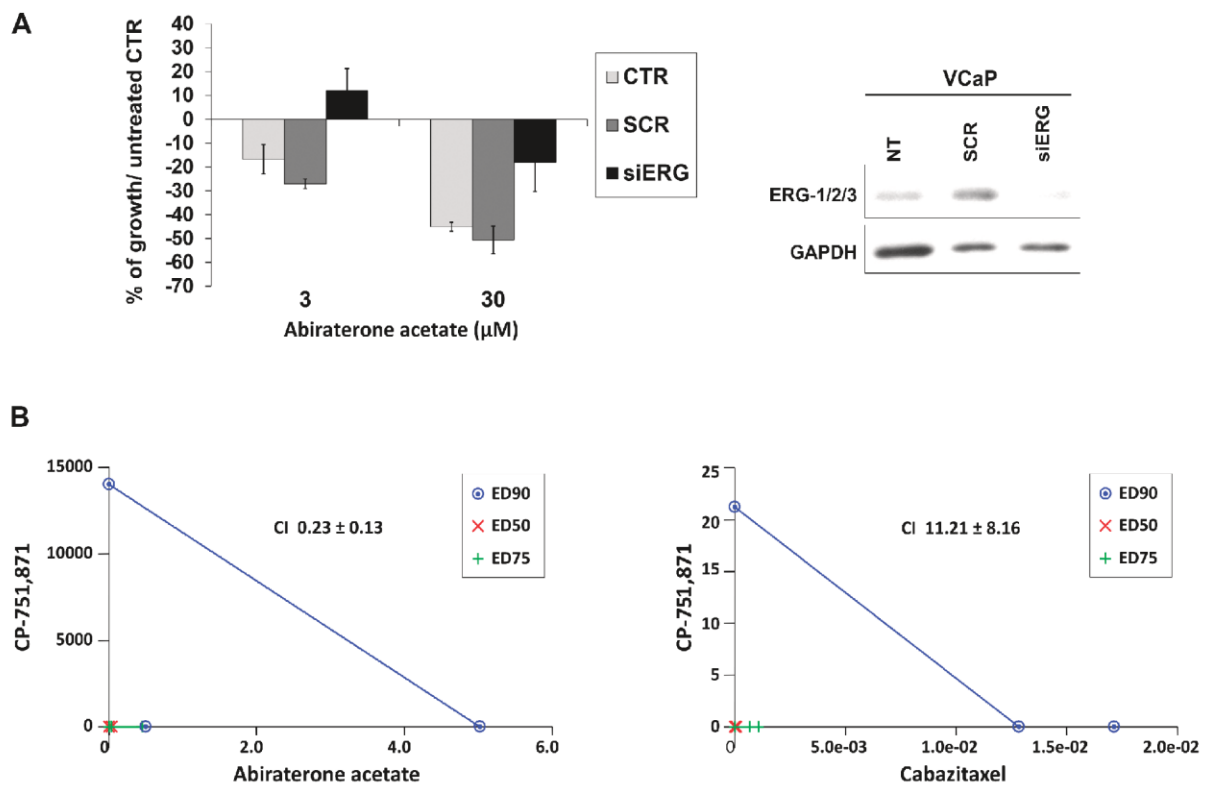 A
% of growth/ untreated CTR
40
30
20
10
0
-10
-20
-30
-40
-50
-60
-70
3
30
Abiraterone acetate (µM)
CTR
SCR
siERG
VCaP
NT
SCR
siERG
ERG-1/2/3
GAPDH
B
CP-751,871
15000
10000
5000
0
0
2.0
4.0
6.0
Abiraterone acetate
CI 0.23 ± 0.13
ED90
ED50
ED75
CP-751,871
25
20
15
10
5
0
0
5.0e-03
1.0e-02
1.5e-02
2.0e-02
Cabazitaxel
CI 11.21 ± 8.16
ED90
ED50
ED75